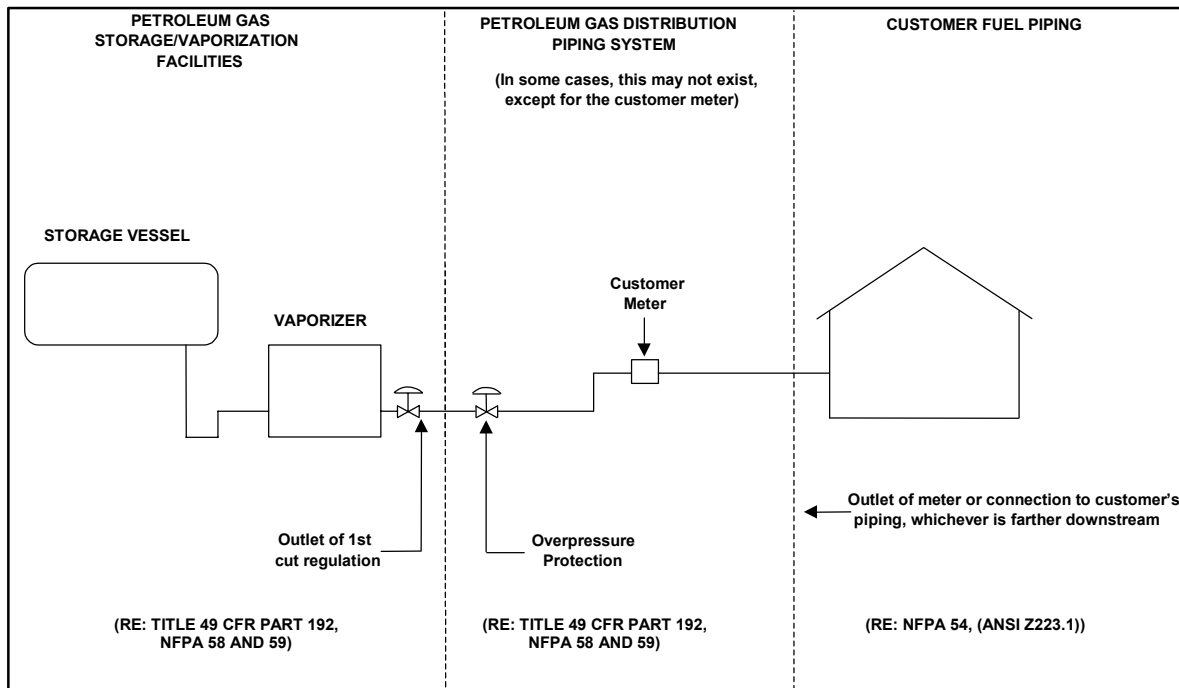 PETROLEUM GAS
STORAGE/VAPORIZATION
FACILITIES
PETROLEUM GAS DISTRIBUTION
PIPING SYSTEM
(In some cases, this may not exist,
except for the customer meter)
CUSTOMER FUEL PIPING
STORAGE VESSEL
VAPORIZER
Customer
Meter
Outlet of 1st
cut regulation
Overpressure
Protection
Outlet of meter or connection to customer’s
piping, whichever is farther downstream
(RE: TITLE 49 CFR PART 192,
NFPA 58 AND 59)
(RE: TITLE 49 CFR PART 192,
NFPA 58 AND 59)
(RE: NFPA 54, (ANSI Z223.1))